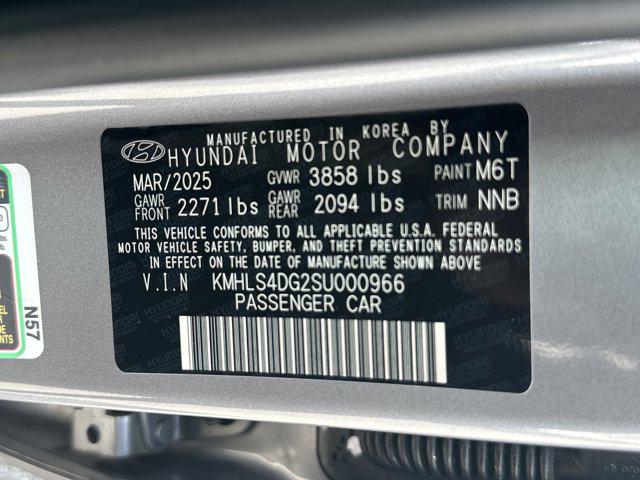 MANUFACTURED IN KOREA BY
HYUNDAI MOTOR COMPANY
MAR/2025 GVWR 3858 lbs PAINT M6T
GAWR FRONT 2271 lbs GAWR REAR 2094 lbs TRIM NNB
THIS VEHICLE CONFORMS TO ALL APPLICABLE U.S.A. FEDERAL
MOTOR VEHICLE SAFETY, BUMPER, AND THEFT PREVENTION STANDARDS
IN EFFECT ON THE DATE OF MANUFACTURE SHOWN ABOVE
V.I.N KMHLS4DG2SU000966
PASSENGER CAR
N57